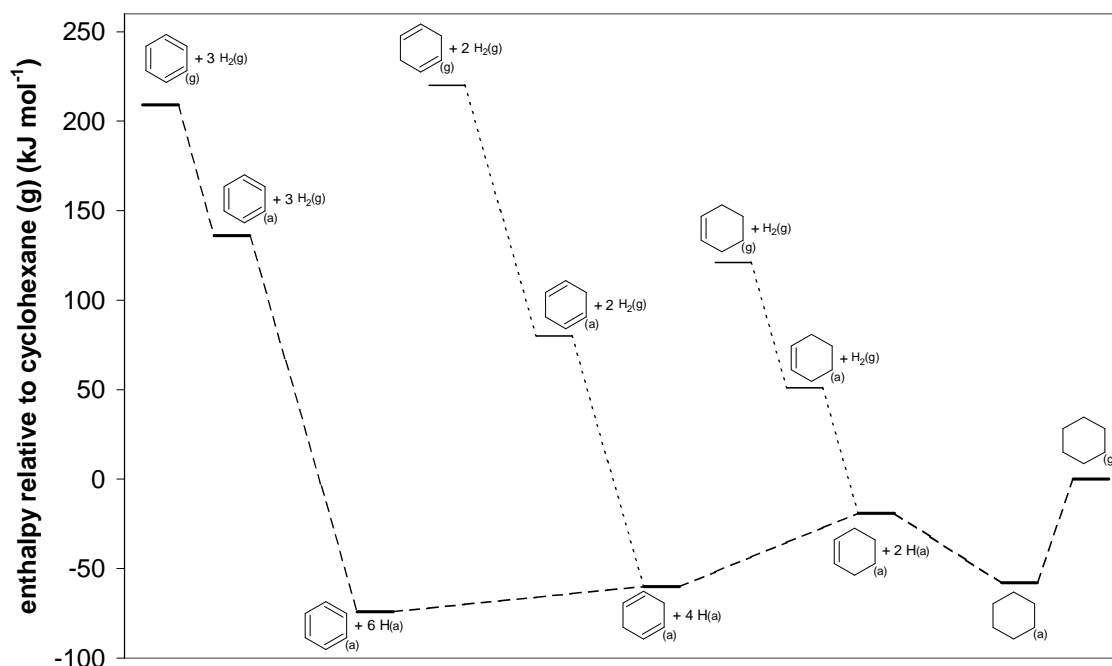 enthalpy relative to cyclohexane (g) (kJ mol-1)
250
200
150
100
50
0
-50
-100
(g) + 3 H2(g)
(a) + 3 H2(g)
(a) + 6 H(a)
(g) + 2 H2(g)
(a) + 2 H2(g)
(a) + 4 H(a)
(g) + H2(g)
(a) + H2(g)
(a) + 2 H(a)
(a)
(g